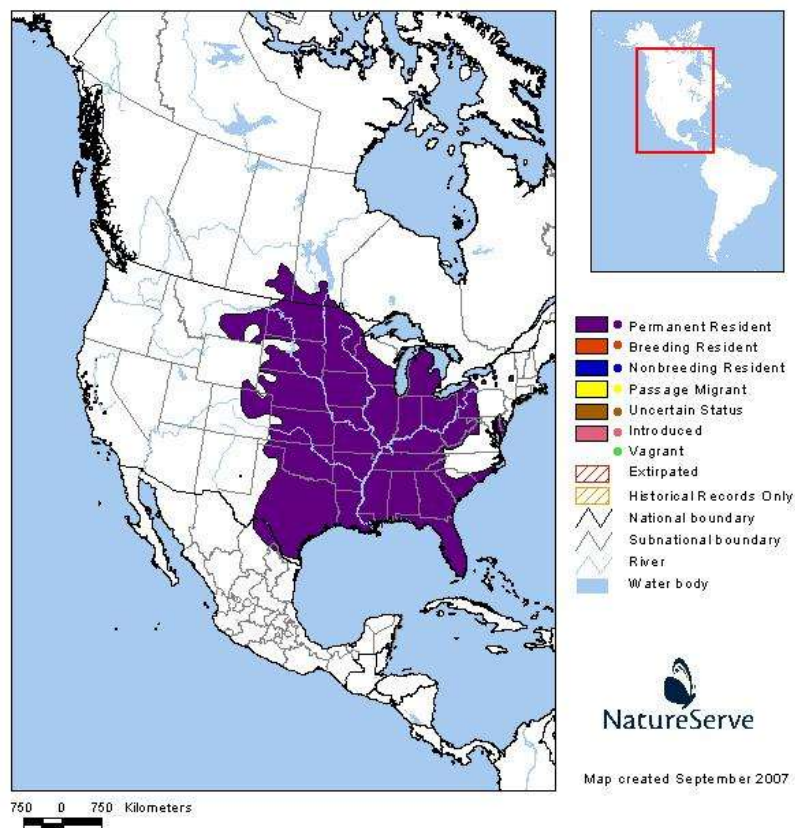 Permanent Resident
Breeding Resident
Nonbreeding Resident
Passage Migrant
Uncertain Status
Introduced
Vagrant
Extirpated
Historical Records Only
National boundary
Subnational boundary
River
Water body
NatureServe
Map created September 2007
750 0 750 Kilometers